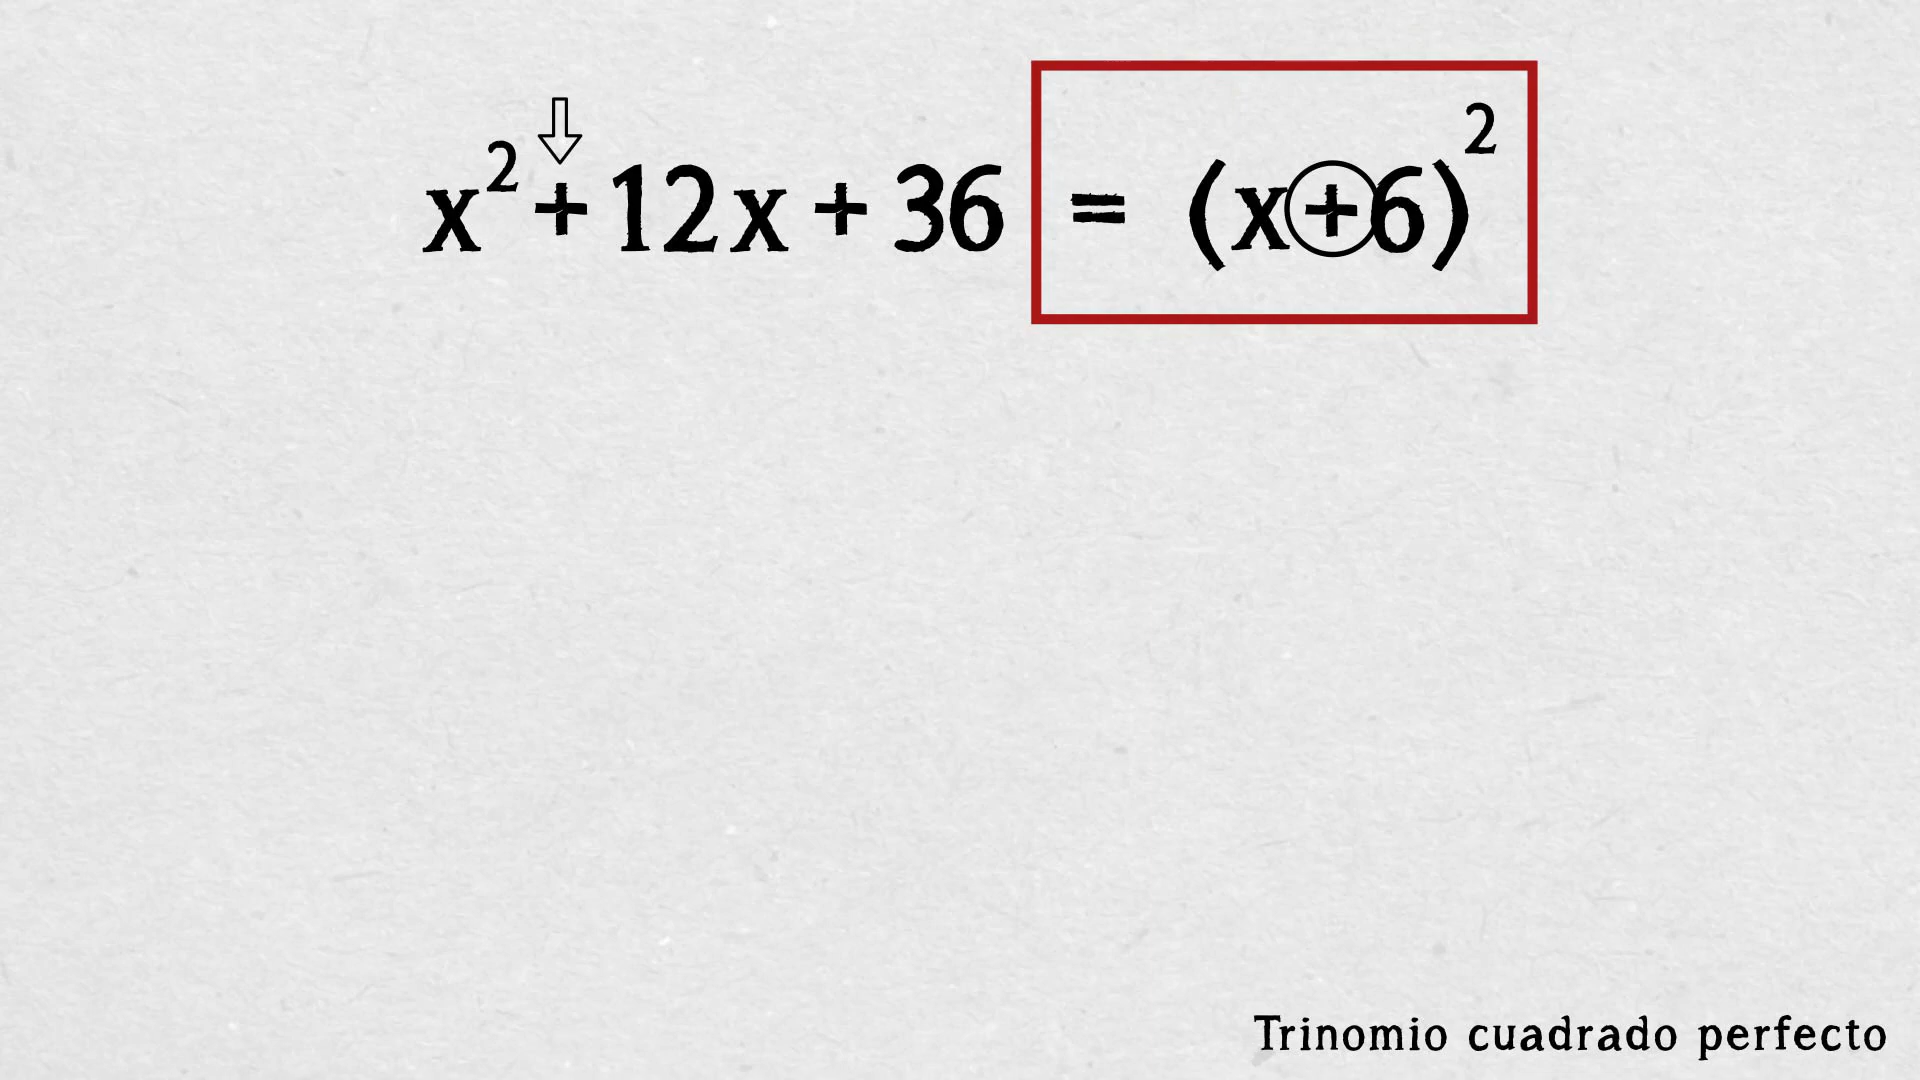 x² + 12x + 36 = (x+6)²
Trinomio cuadrado perfecto